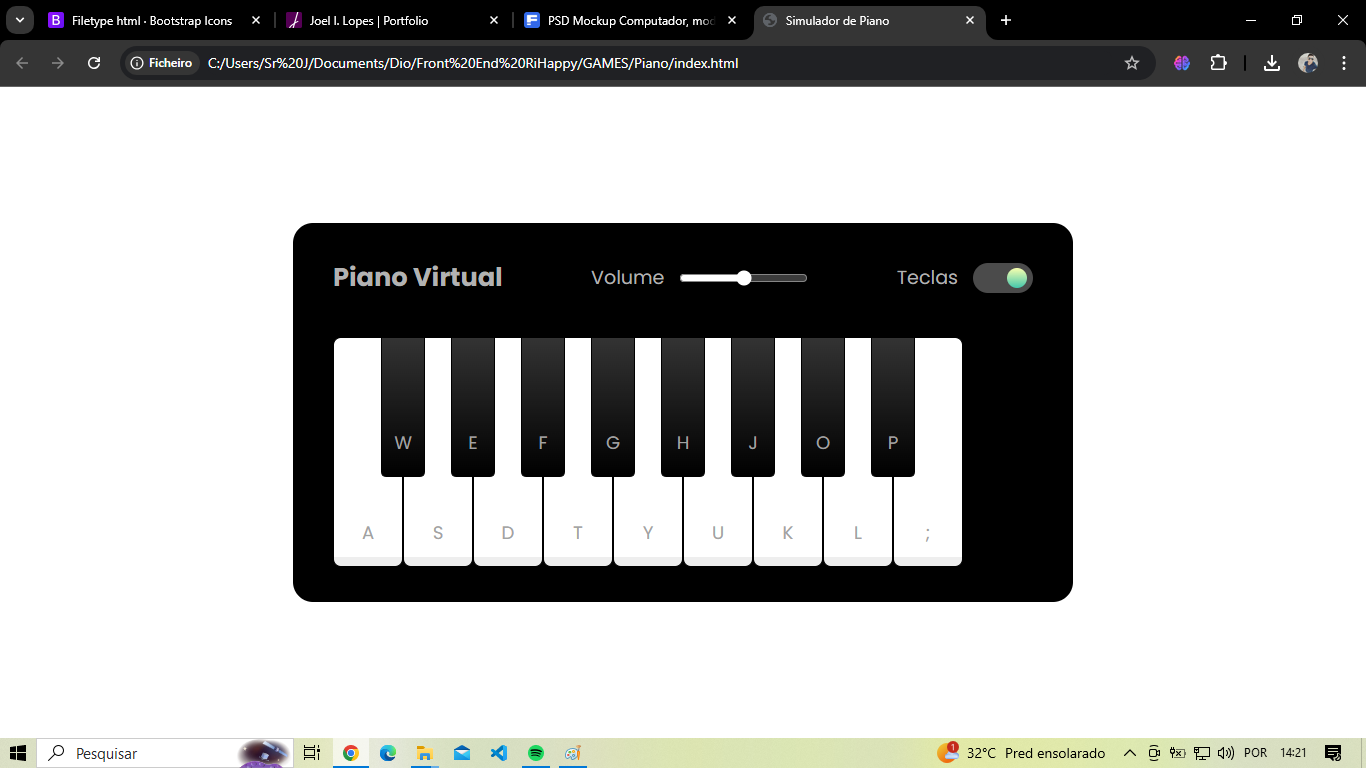 Filetype html · Bootstrap Icons
Joel I. Lopes | Portfolio
PSD Mockup Computador, mod
Simulador de Piano
Ficheiro
C:/Users/Sr%20J/Documents/Dio/Front%20End%20RiHappy/GAMES/Piano/index.html
Piano Virtual
Volume
Teclas
W E F G H J O P
A S D T Y U K L ;
Pesquisar
1
32°C Pred ensolarado
POR
14:21